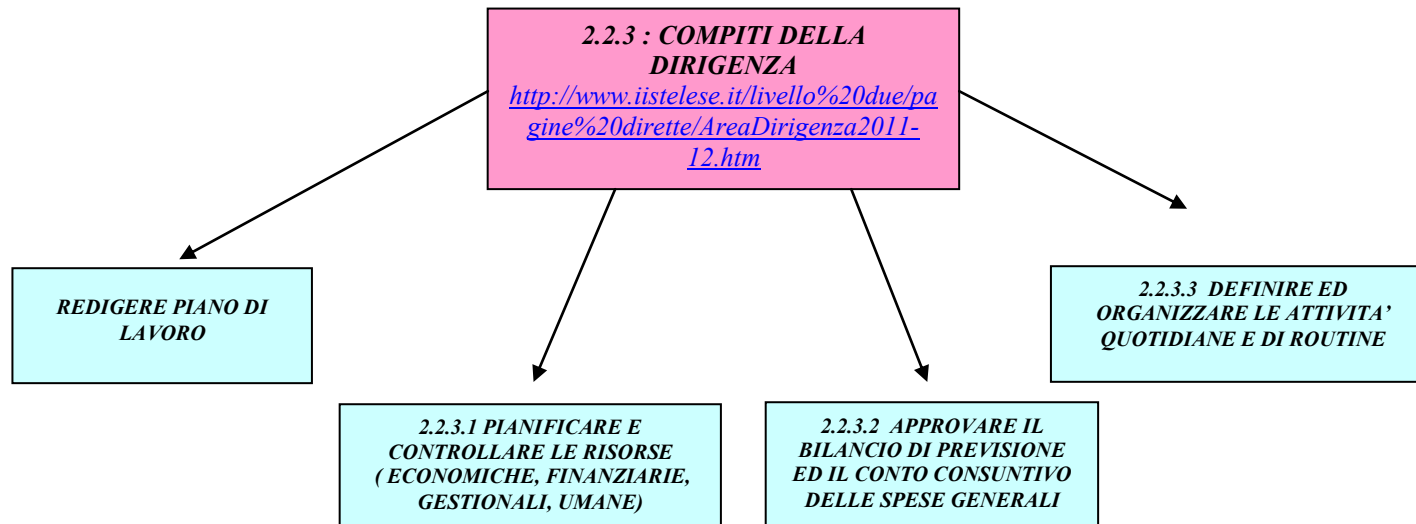 2.2.3 : COMPITI DELLA
DIRIGENZA
http://www.iistelese.it/livello%20due/pa
gine%20dirette/AreaDirigenza2011-
12.htm
REDIGERE PIANO DI
LAVORO
2.2.3.1 PIANIFICARE E
CONTROLLARE LE RISORSE
( ECONOMICHE, FINANZIARIE,
GESTIONALI, UMANE)
2.2.3.2 APPROVARE IL
BILANCIO DI PREVISIONE
ED IL CONTO CONSUNTIVO
DELLE SPESE GENERALI
2.2.3.3 DEFINIRE ED
ORGANIZZARE LE ATTIVITA’
QUOTIDIANE E DI ROUTINE